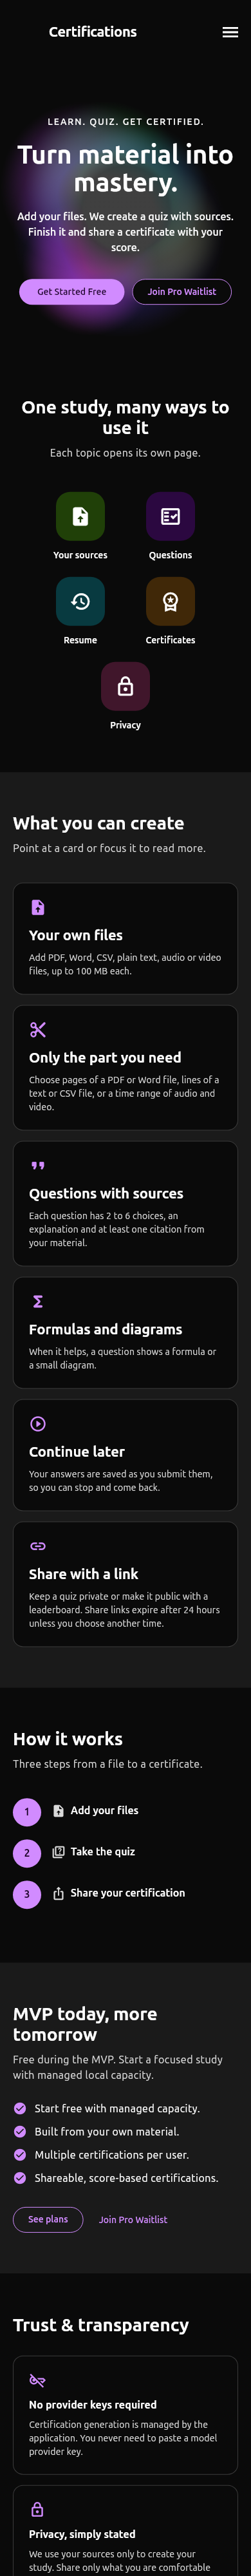 Certifications
LEARN. QUIZ. GET CERTIFIED.
Turn material into
mastery.
Add your files. We create a quiz with sources.
Finish it and share a certificate with your
score.
Get Started Free
Join Pro Waitlist
One study, many ways to
use it
Each topic opens its own page.
Your sources
Questions
Resume
Certificates
Privacy
What you can create
Point at a card or focus it to read more.
Your own files
Add PDF, Word, CSV, plain text, audio or video
files, up to 100 MB each.
Only the part you need
Choose pages of a PDF or Word file, lines of a
text or CSV file, or a time range of audio and
video.
Questions with sources
Each question has 2 to 6 choices, an
explanation and at least one citation from
your material.
Formulas and diagrams
When it helps, a question shows a formula or
a small diagram.
Continue later
Your answers are saved as you submit them,
so you can stop and come back.
Share with a link
Keep a quiz private or make it public with a
leaderboard. Share links expire after 24 hours
unless you choose another time.
How it works
Three steps from a file to a certificate.
1 Add your files
2 Take the quiz
3 Share your certification
MVP today, more
tomorrow
Free during the MVP. Start a focused study
with managed local capacity.
Start free with managed capacity.
Built from your own material.
Multiple certifications per user.
Shareable, score-based certifications.
See plans
Join Pro Waitlist
Trust & transparency
No provider keys required
Certification generation is managed by the
application. You never need to paste a model
provider key.
Privacy, simply stated
We use your sources only to create your
study. Share only what you are comfortable